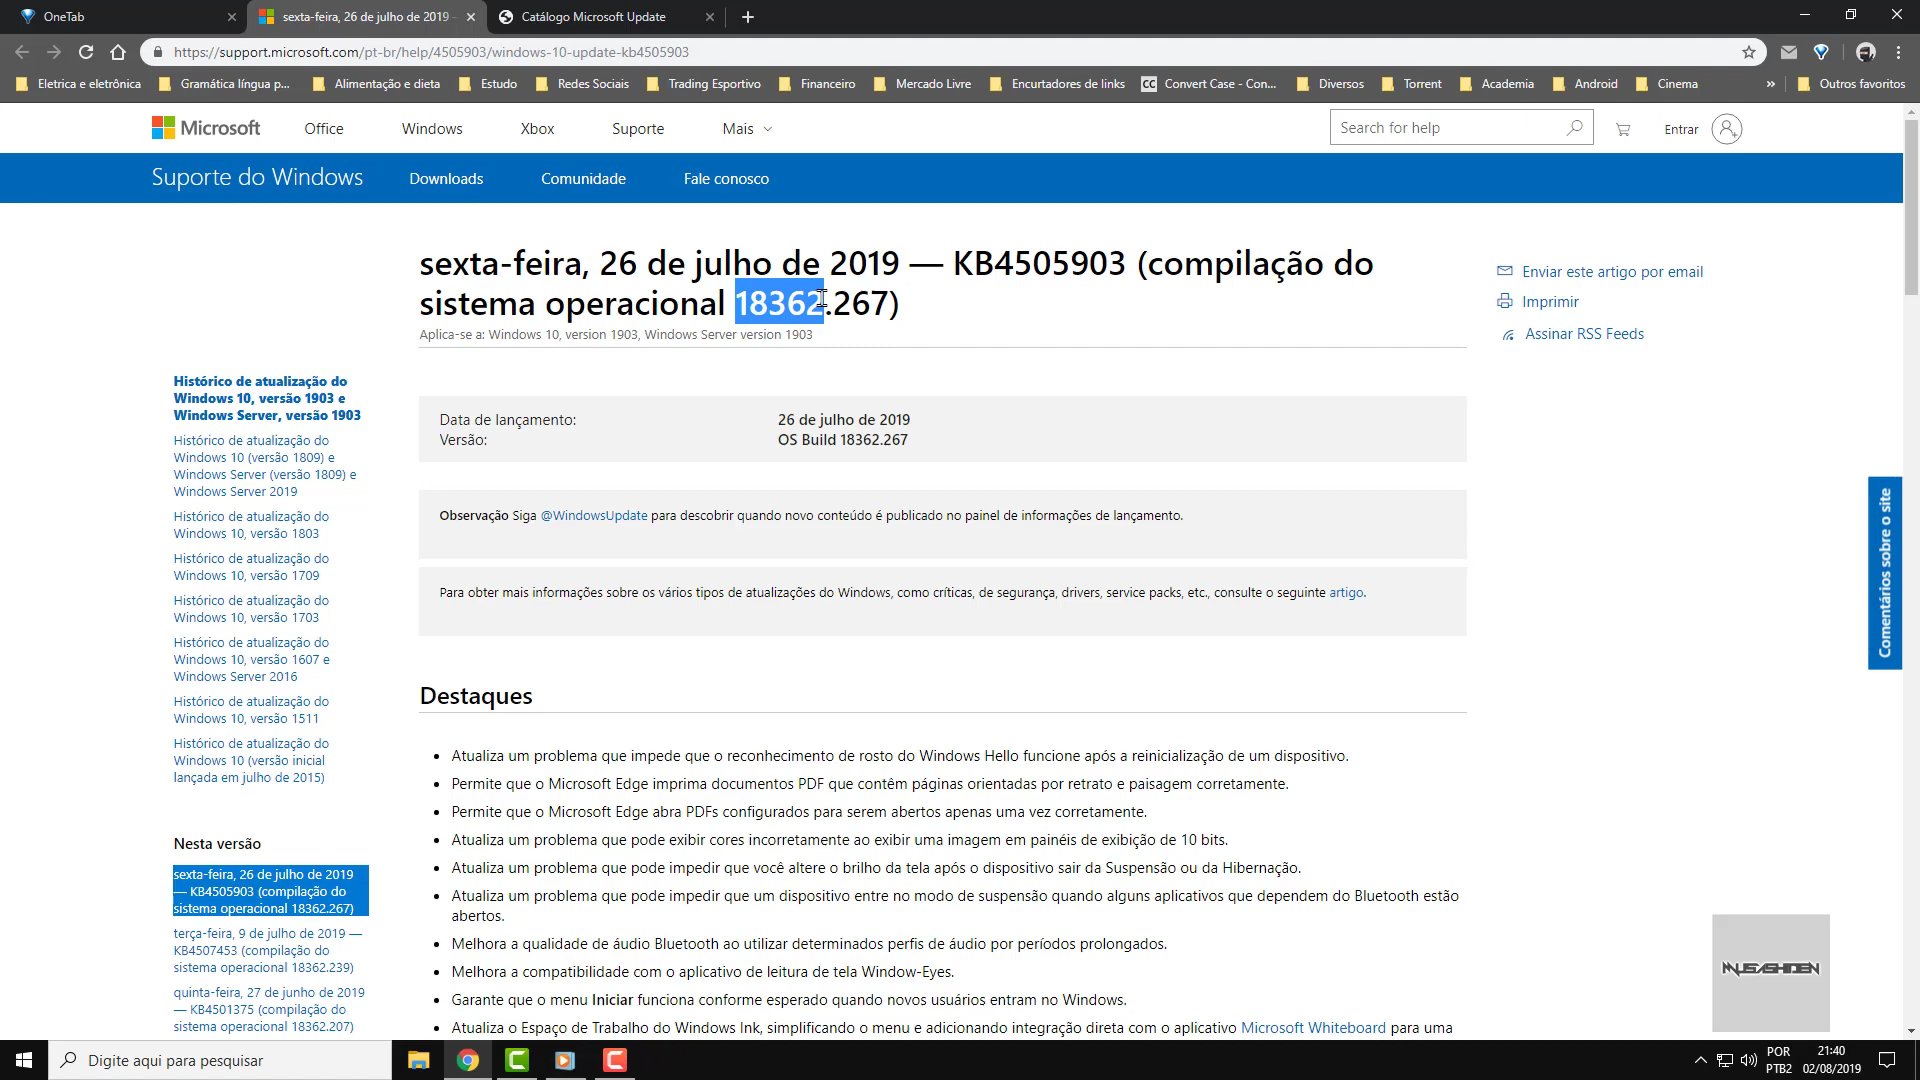 OneTab
sexta-feira, 26 de julho de 2019 -
Catálogo Microsoft Update
https://support.microsoft.com/pt-br/help/4505903/windows-10-update-kb4505903
Eletrica e eletrônica
Gramática língua p...
Alimentação e dieta
Estudo
Redes Sociais
Trading Esportivo
Financeiro
Mercado Livre
Encurtadores de links
CC Convert Case - Con...
Diversos
Torrent
Academia
Android
Cinema
»
Outros favoritos
Microsoft
Office
Windows
Xbox
Suporte
Mais
Search for help
Entrar
Suporte do Windows
Downloads
Comunidade
Fale conosco
sexta-feira, 26 de julho de 2019 — KB4505903 (compilação do
sistema operacional 18362.267)
Aplica-se a: Windows 10, version 1903, Windows Server version 1903
Enviar este artigo por email
Imprimir
Assinar RSS Feeds
Histórico de atualização do
Windows 10, versão 1903 e
Windows Server, versão 1903
Histórico de atualização do
Windows 10 (versão 1809) e
Windows Server (versão 1809) e
Windows Server 2019
Histórico de atualização do
Windows 10, versão 1803
Histórico de atualização do
Windows 10, versão 1709
Histórico de atualização do
Windows 10, versão 1703
Histórico de atualização do
Windows 10, versão 1607 e
Windows Server 2016
Histórico de atualização do
Windows 10, versão 1511
Histórico de atualização do
Windows 10 (versão inicial
lançada em julho de 2015)
Nesta versão
sexta-feira, 26 de julho de 2019
— KB4505903 (compilação do
sistema operacional 18362.267)
terça-feira, 9 de julho de 2019 —
KB4507453 (compilação do
sistema operacional 18362.239)
quinta-feira, 27 de junho de 2019
— KB4501375 (compilação do
sistema operacional 18362.207)
Data de lançamento:
26 de julho de 2019
Versão:
OS Build 18362.267
Observação Siga @WindowsUpdate para descobrir quando novo conteúdo é publicado no painel de informações de lançamento.
Para obter mais informações sobre os vários tipos de atualizações do Windows, como críticas, de segurança, drivers, service packs, etc., consulte o seguinte artigo.
Destaques
• Atualiza um problema que impede que o reconhecimento de rosto do Windows Hello funcione após a reinicialização de um dispositivo.
• Permite que o Microsoft Edge imprima documentos PDF que contêm páginas orientadas por retrato e paisagem corretamente.
• Permite que o Microsoft Edge abra PDFs configurados para serem abertos apenas uma vez corretamente.
• Atualiza um problema que pode exibir cores incorretamente ao exibir uma imagem em painéis de exibição de 10 bits.
• Atualiza um problema que pode impedir que você altere o brilho da tela após o dispositivo sair da Suspensão ou da Hibernação.
• Atualiza um problema que pode impedir que um dispositivo entre no modo de suspensão quando alguns aplicativos que dependem do Bluetooth estão
abertos.
• Melhora a qualidade de áudio Bluetooth ao utilizar determinados perfis de áudio por períodos prolongados.
• Melhora a compatibilidade com o aplicativo de leitura de tela Window-Eyes.
• Garante que o menu Iniciar funciona conforme esperado quando novos usuários entram no Windows.
• Atualiza o Espaço de Trabalho do Windows Ink, simplificando o menu e adicionando integração direta com o aplicativo Microsoft Whiteboard para uma
Comentários sobre o site
Digite aqui para pesquisar
POR
PTB2
21:40
02/08/2019